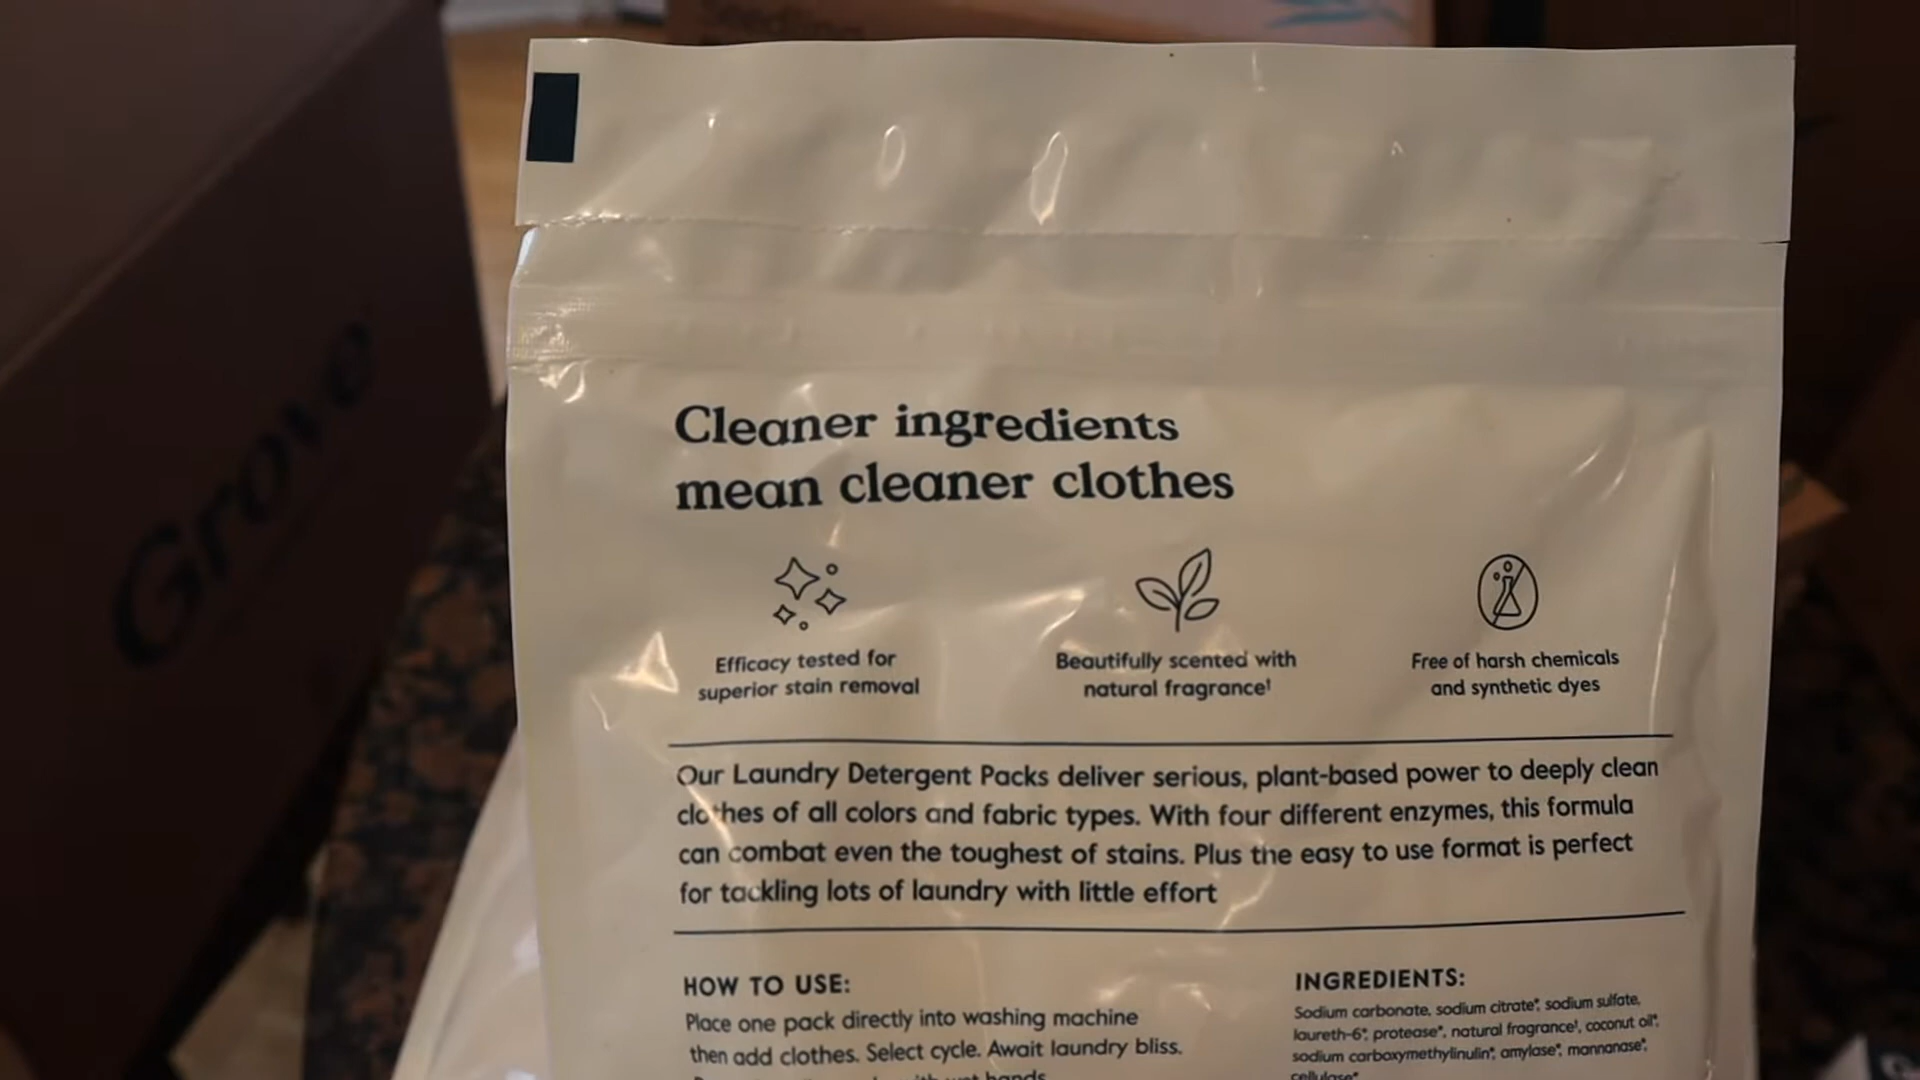 Seedlings
Grove
Cleaner ingredients
mean cleaner clothes
Efficacy tested for
superior stain removal
Beautifully scented with
natural fragrance†
Free of harsh chemicals
and synthetic dyes
Our Laundry Detergent Packs deliver serious, plant-based power to deeply clean
clothes of all colors and fabric types. With four different enzymes, this formula
can combat even the toughest of stains. Plus the easy to use format is perfect
for tackling lots of laundry with little effort
HOW TO USE:
Place one pack directly into washing machine
then add clothes. Select cycle. Await laundry bliss.
hands
INGREDIENTS:
Sodium carbonate, sodium citrate*, sodium sulfate,
laureth-6*, protease*, natural fragrance†, coconut oil*,
sodium carboxymethylinulin*, amylase*, mannanase*,
cellulase*